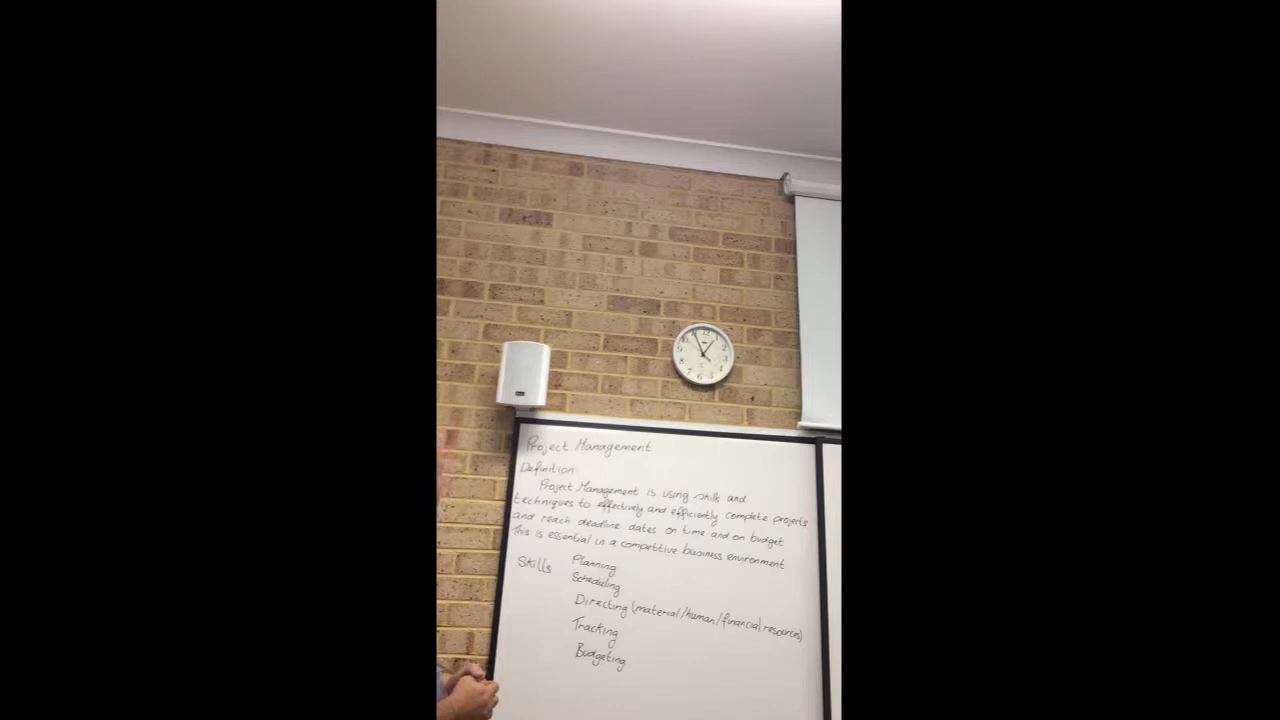 Project Management
Definition
Project Management is using skills and
techniques to effectively and efficiently complete projects
and reach deadline dates on time and on budget
This is essential in a competitive business environment
Skills Planning
Scheduling
Directing (material/human/financial resources)
Tracking
Budgeting